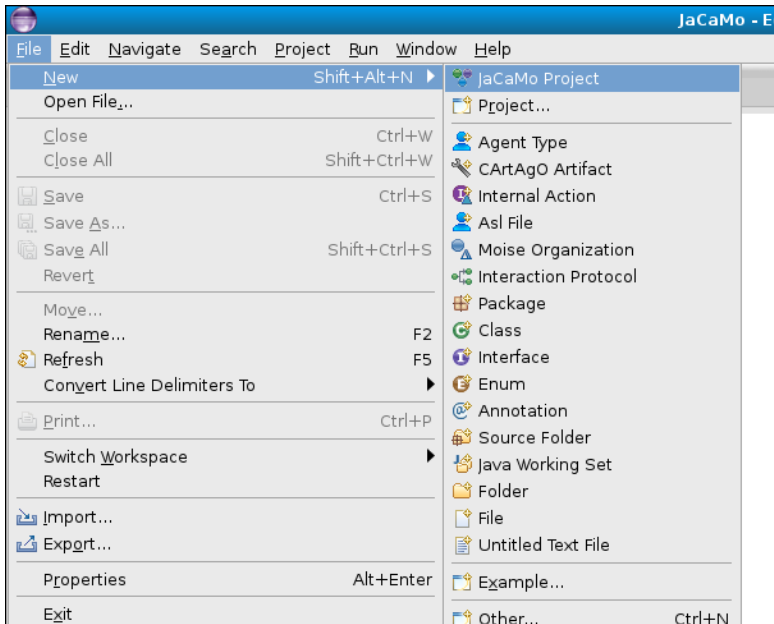 JaCaMo - E
File Edit Navigate Search Project Run Window Help
New Shift+Alt+N
Open File...
Close Ctrl+W
Close All Shift+Ctrl+W
Save Ctrl+S
Save As...
Save All Shift+Ctrl+S
Revert
Move...
Rename... F2
Refresh F5
Convert Line Delimiters To
Print... Ctrl+P
Switch Workspace
Restart
Import...
Export...
Properties Alt+Enter
Exit
JaCaMo Project
Project...
Agent Type
CArtAgO Artifact
Internal Action
Asl File
Moise Organization
Interaction Protocol
Package
Class
Interface
Enum
Annotation
Source Folder
Java Working Set
Folder
File
Untitled Text File
Example...
Other... Ctrl+N